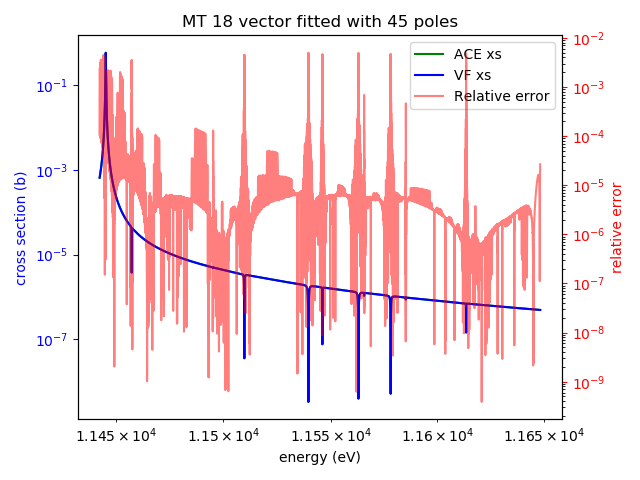 MT 18 vector fitted with 45 poles
ACE xs
VF xs
Relative error
10⁻¹
10⁻³
10⁻⁵
10⁻⁷
cross section (b)
10⁻²
10⁻³
10⁻⁴
10⁻⁵
10⁻⁶
10⁻⁷
10⁻⁸
10⁻⁹
relative error
1.145 × 10⁴ 1.15 × 10⁴ 1.155 × 10⁴ 1.16 × 10⁴ 1.165 × 10⁴
energy (eV)